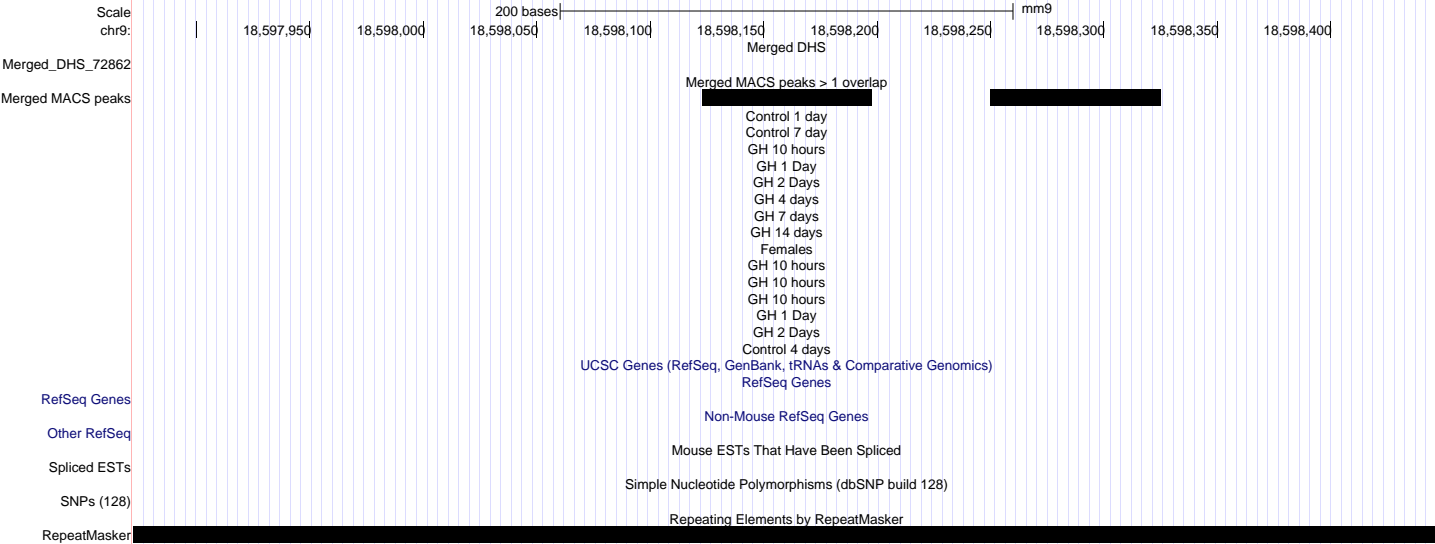 Scale 200 bases mm9
chr9: 18,597,950 18,598,000 18,598,050 18,598,100 18,598,150 18,598,200 18,598,250 18,598,300 18,598,350 18,598,400
Merged DHS
Merged_DHS_72862
Merged MACS peaks > 1 overlap
Merged MACS peaks
Control 1 day
Control 7 day
GH 10 hours
GH 1 Day
GH 2 Days
GH 4 days
GH 7 days
GH 14 days
Females
GH 10 hours
GH 10 hours
GH 10 hours
GH 1 Day
GH 2 Days
Control 4 days
UCSC Genes (RefSeq, GenBank, tRNAs & Comparative Genomics)
RefSeq Genes
RefSeq Genes
Non-Mouse RefSeq Genes
Other RefSeq
Mouse ESTs That Have Been Spliced
Spliced ESTs
Simple Nucleotide Polymorphisms (dbSNP build 128)
SNPs (128)
Repeating Elements by RepeatMasker
RepeatMasker